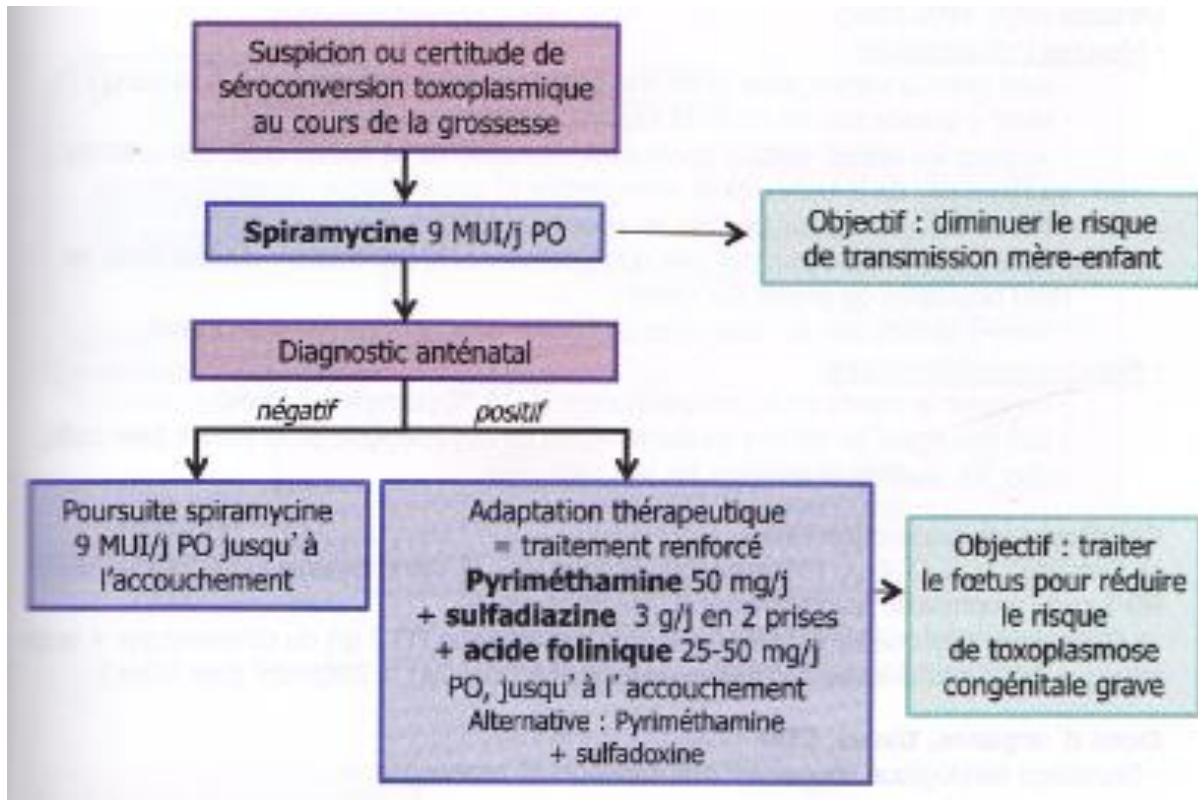 Suspicion ou certitude de
séroconversion toxoplasmique
au cours de la grossesse
Spiramycine 9 MUI/j PO
Objectif : diminuer le risque
de transmission mère-enfant
Diagnostic anténatal
négatif
positif
Poursuite spiramycine
9 MUI/j PO jusqu' à
l'accouchement
Adaptation thérapeutique
= traitement renforcé
Pyriméthamine 50 mg/j
+ sulfadiazine 3 g/j en 2 prises
+ acide folinique 25-50 mg/j
PO, jusqu' à l' accouchement
Alternative : Pyriméthamine
+ sulfadoxine
Objectif : traiter
le fœtus pour réduire
le risque
de toxoplasmose
congénitale grave